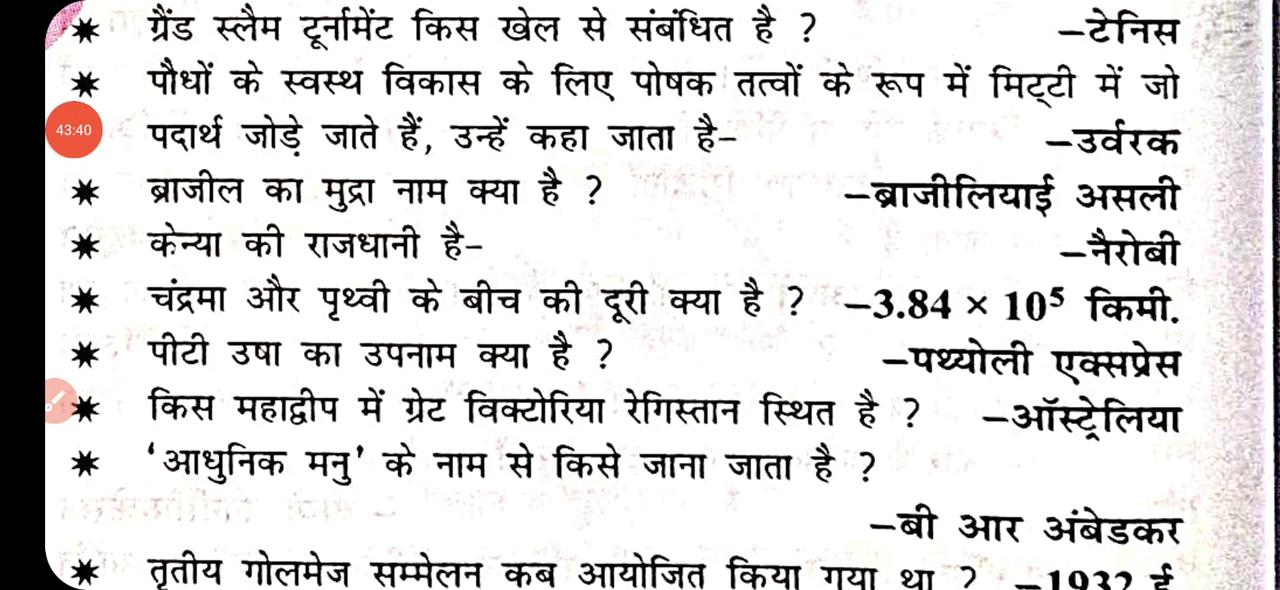 * ग्रैंड स्लैम टूर्नामेंट किस खेल से संबंधित है ? –टेनिस
* पौधों के स्वस्थ विकास के लिए पोषक तत्वों के रूप में मिट्टी में जो
43:40
पदार्थ जोड़े जाते हैं, उन्हें कहा जाता है– –उर्वरक
* ब्राजील का मुद्रा नाम क्या है ? –ब्राजीलियाई असली
* केन्या की राजधानी है– –नैरोबी
* चंद्रमा और पृथ्वी के बीच की दूरी क्या है ? –3.84 × 10⁵ किमी.
* पीटी उषा का उपनाम क्या है ? –पथ्योली एक्सप्रेस
* किस महाद्वीप में ग्रेट विक्टोरिया रेगिस्तान स्थित है ? –ऑस्ट्रेलिया
* ‘आधुनिक मनु’ के नाम से किसे जाना जाता है ?
–बी आर अंबेडकर
* तृतीय गोलमेज सम्मेलन कब आयोजित किया गया था ? –1932 ई